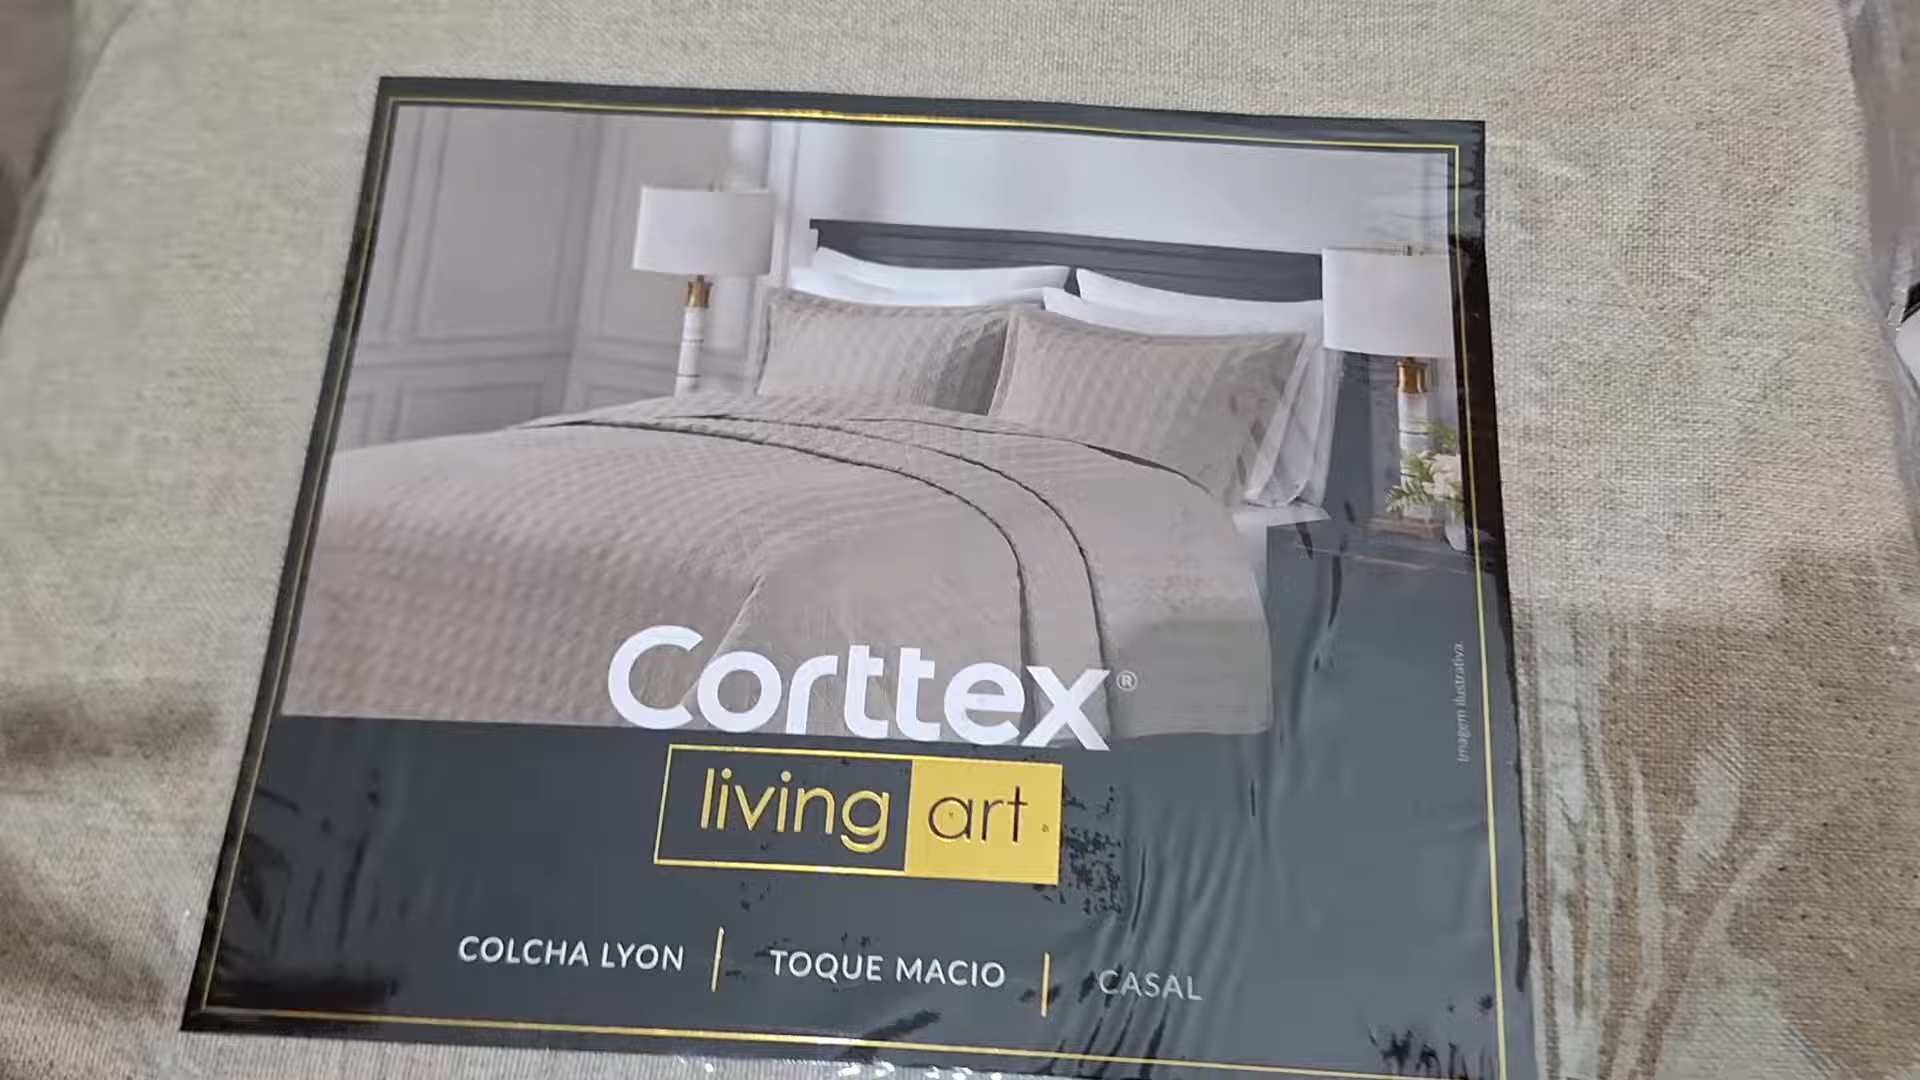 Corttex®
living art
COLCHA LYON | TOQUE MACIO | CASAL
Imagem ilustrativa.